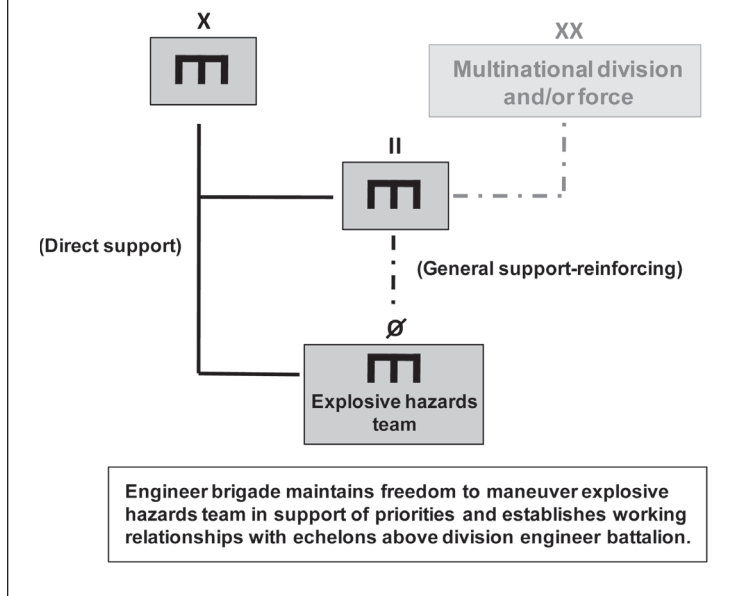 X
XX
Multinational division
and/or force
II
(Direct support)
(General support-reinforcing)
Ø
Explosive hazards
team
Engineer brigade maintains freedom to maneuver explosive
hazards team in support of priorities and establishes working
relationships with echelons above division engineer battalion.